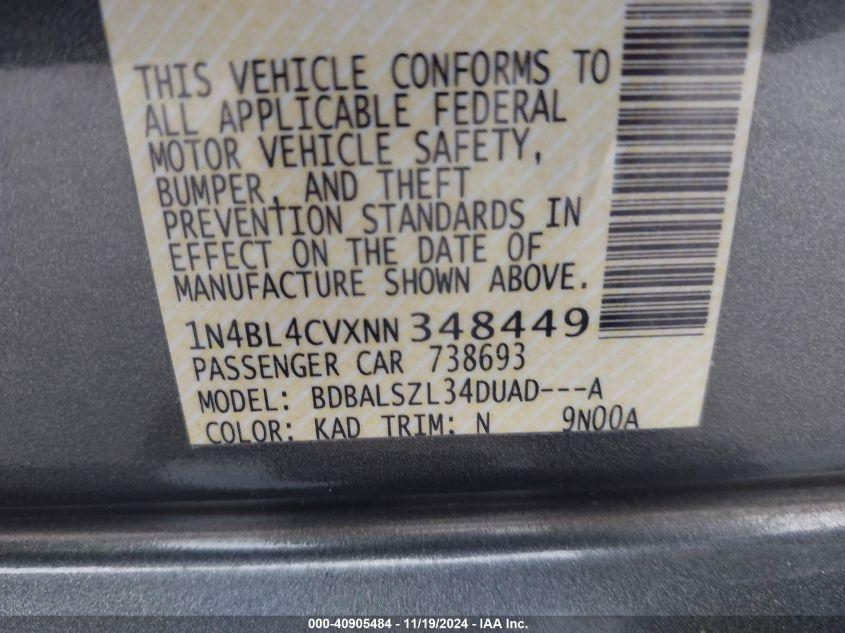 THIS VEHICLE CONFORMS TO
ALL APPLICABLE FEDERAL
MOTOR VEHICLE SAFETY,
BUMPER, AND THEFT
PREVENTION STANDARDS IN
EFFECT ON THE DATE OF
MANUFACTURE SHOWN ABOVE.
1N4BL4CVXNN 348449
PASSENGER CAR 738693
MODEL: BDBALSZL34DUAD---A
COLOR: KAD TRIM: N 9N00A
000-40905484 - 11/19/2024 - IAA Inc.